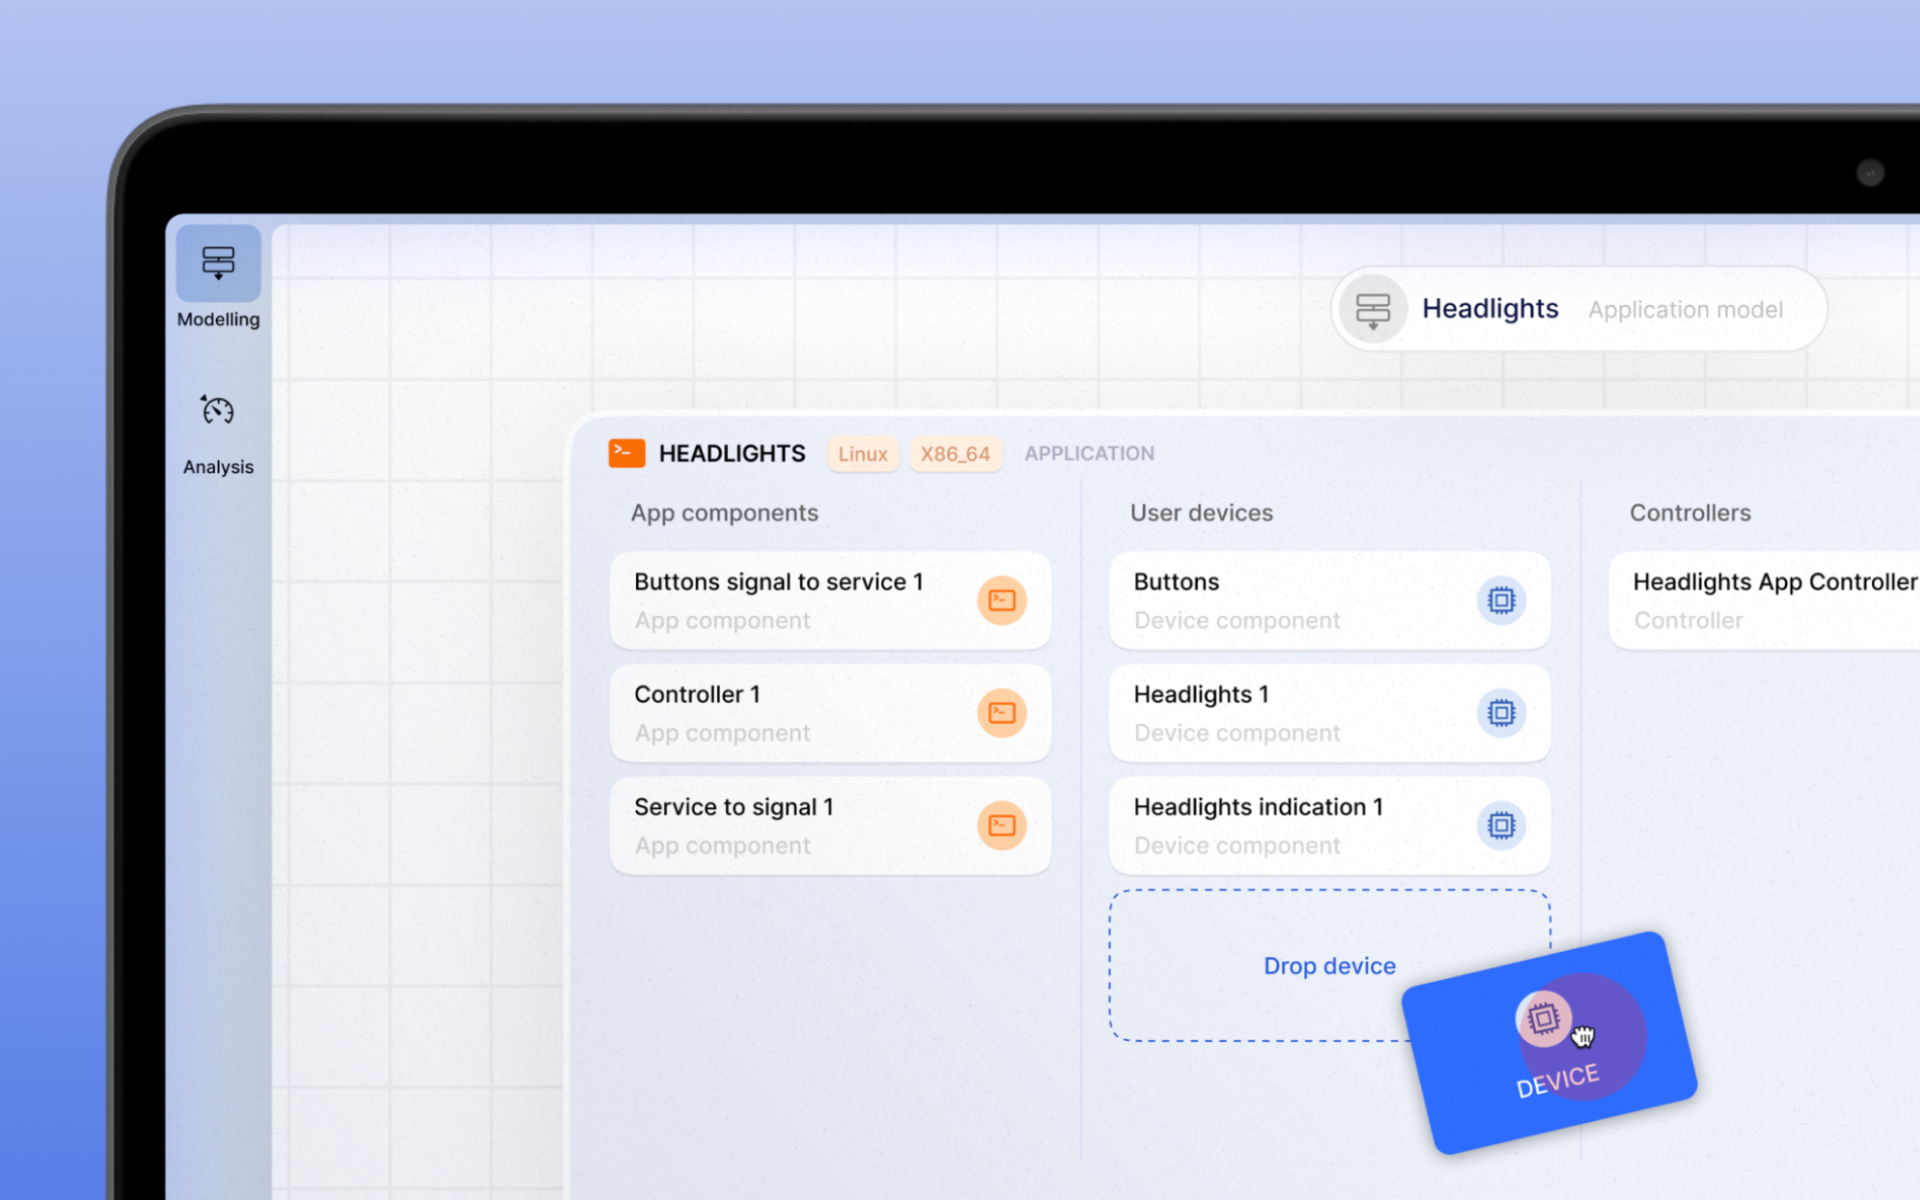 Modelling
Analysis
Headlights Application model
HEADLIGHTS Linux X86_64 APPLICATION
App components
Buttons signal to service 1
App component
Controller 1
App component
Service to signal 1
App component
User devices
Buttons
Device component
Headlights 1
Device component
Headlights indication 1
Device component
Drop device
DEVICE
Controllers
Headlights App Controller
Controller